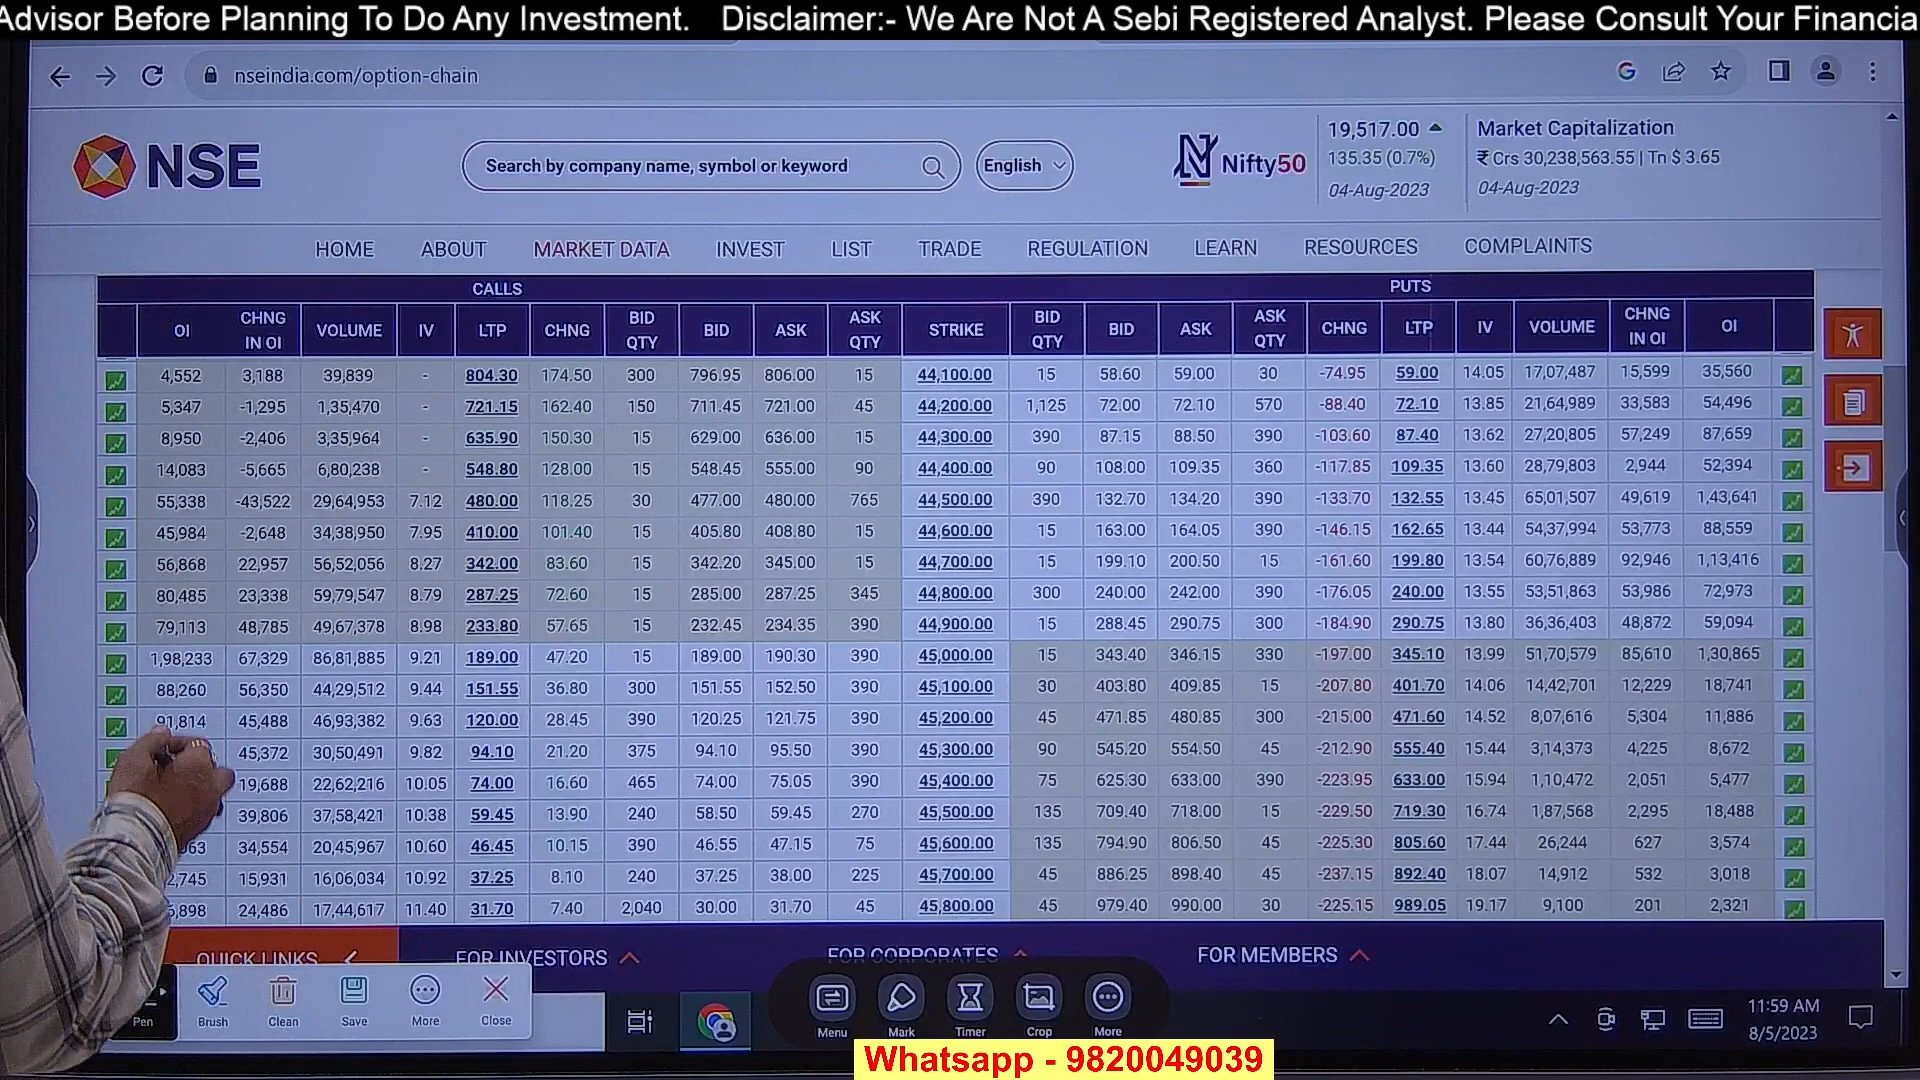 Advisor Before Planning To Do Any Investment. Disclaimer:- We Are Not A Sebi Registered Analyst. Please Consult Your Financia
nseindia.com/option-chain
NSE
Search by company name, symbol or keyword
English
Nifty50
19,517.00
135.35 (0.7%)
04-Aug-2023
Market Capitalization
₹ Crs 30,238,563.55 | Tn $ 3.65
04-Aug-2023
HOME ABOUT MARKET DATA INVEST LIST TRADE REGULATION LEARN RESOURCES COMPLAINTS
CALLS PUTS
OI CHNG IN OI VOLUME IV LTP CHNG BID QTY BID ASK ASK QTY STRIKE BID QTY BID ASK ASK QTY CHNG LTP IV VOLUME CHNG IN OI OI
4,552 3,188 39,839 - 804.30 174.50 300 796.95 806.00 15 44,100.00 15 58.60 59.00 30 -74.95 59.00 14.05 17,07,487 15,599 35,560
5,347 -1,295 1,35,470 - 721.15 162.40 150 711.45 721.00 45 44,200.00 1,125 72.00 72.10 570 -88.40 72.10 13.85 21,64,989 33,583 54,496
8,950 -2,406 3,35,964 - 635.90 150.30 15 629.00 636.00 15 44,300.00 390 87.15 88.50 390 -103.60 87.40 13.62 27,20,805 57,249 87,659
14,083 -5,665 6,80,238 - 548.80 128.00 15 548.45 555.00 90 44,400.00 90 108.00 109.35 360 -117.85 109.35 13.60 28,79,803 2,944 52,394
55,338 -43,522 29,64,953 7.12 480.00 118.25 30 477.00 480.00 765 44,500.00 390 132.70 134.20 390 -133.70 132.55 13.45 65,01,507 49,619 1,43,641
45,984 -2,648 34,38,950 7.95 410.00 101.40 15 405.80 408.80 15 44,600.00 15 163.00 164.05 390 -146.15 162.65 13.44 54,37,994 53,773 88,559
56,868 22,957 56,52,056 8.27 342.00 83.60 15 342.20 345.00 15 44,700.00 15 199.10 200.50 15 -161.60 199.80 13.54 60,76,889 92,946 1,13,416
80,485 23,338 59,79,547 8.79 287.25 72.60 15 285.00 287.25 345 44,800.00 300 240.00 242.00 390 -176.05 240.00 13.55 53,51,863 53,986 72,973
79,113 48,785 49,67,378 8.98 233.80 57.65 15 232.45 234.35 390 44,900.00 15 288.45 290.75 300 -184.90 290.75 13.80 36,36,403 48,872 59,094
1,98,233 67,329 86,81,885 9.21 189.00 47.20 15 189.00 190.30 390 45,000.00 15 343.40 346.15 330 -197.00 345.10 13.99 51,70,579 85,610 1,30,865
88,260 56,350 44,29,512 9.44 151.55 36.80 300 151.55 152.50 390 45,100.00 30 403.80 409.85 15 -207.80 401.70 14.06 14,42,701 12,229 18,741
91,814 45,488 46,93,382 9.63 120.00 28.45 390 120.25 121.75 390 45,200.00 45 471.85 480.85 300 -215.00 471.60 14.52 8,07,616 5,304 11,886
45,372 30,50,491 9.82 94.10 21.20 375 94.10 95.50 390 45,300.00 90 545.20 554.50 45 -212.90 555.40 15.44 3,14,373 4,225 8,672
19,688 22,62,216 10.05 74.00 16.60 465 74.00 75.05 390 45,400.00 75 625.30 633.00 390 -223.95 633.00 15.94 1,10,472 2,051 5,477
39,806 37,58,421 10.38 59.45 13.90 240 58.50 59.45 270 45,500.00 135 709.40 718.00 15 -229.50 719.30 16.74 1,87,568 2,295 18,488
34,554 20,45,967 10.60 46.45 10.15 390 46.55 47.15 75 45,600.00 135 794.90 806.50 45 -225.30 805.60 17.44 26,244 627 3,574
15,931 16,06,034 10.92 37.25 8.10 240 37.25 38.00 225 45,700.00 45 886.25 898.40 45 -237.15 892.40 18.07 14,912 532 3,018
24,486 17,44,617 11.40 31.70 7.40 2,040 30.00 31.70 45 45,800.00 45 979.40 990.00 30 -225.15 989.05 19.17 9,100 201 2,321
QUICK LINKS FOR INVESTORS FOR CORPORATES FOR MEMBERS
Pen Brush Clean Save More Close
Menu Mark Timer Crop More
11:59 AM
8/5/2023
Whatsapp - 9820049039